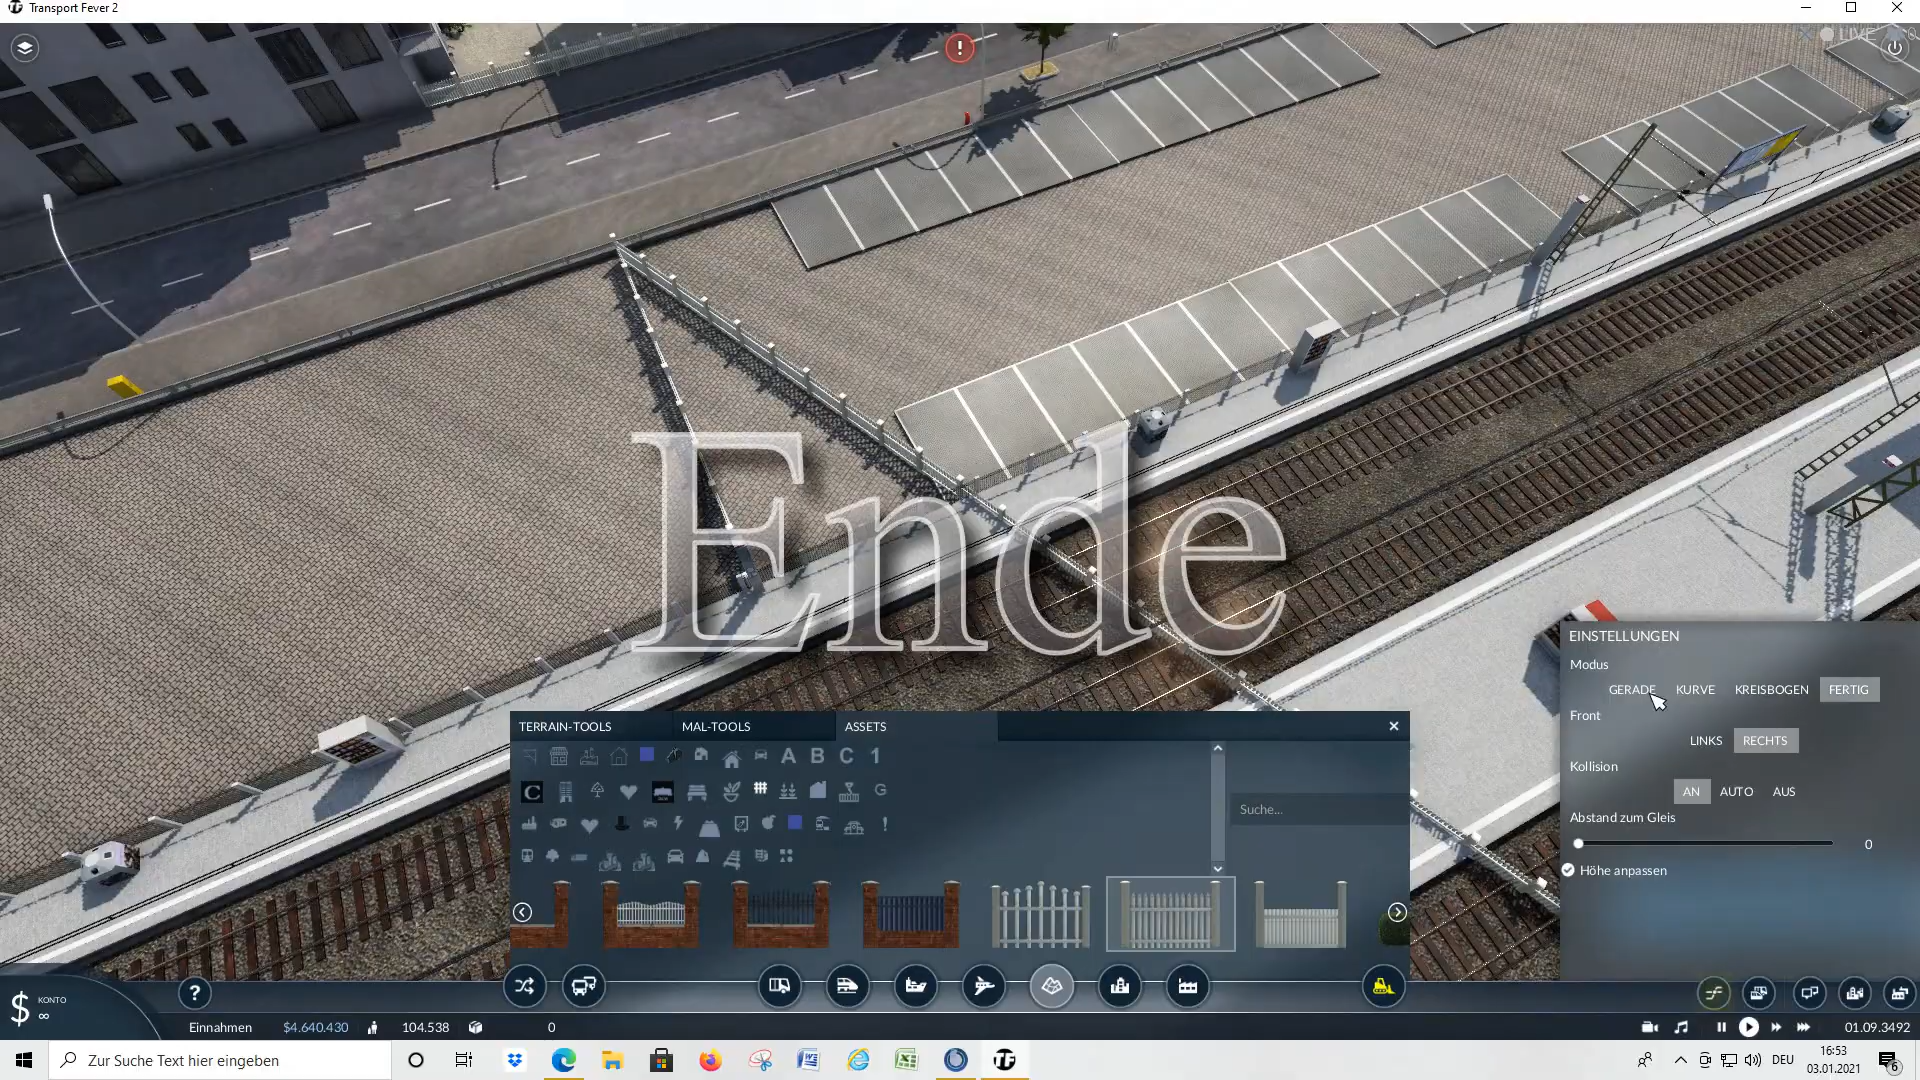 Transport Fever 2
LIVE
Ende
EINSTELLUNGEN
Modus
GERADE KURVE KREISBOGEN FERTIG
Front
LINKS RECHTS
Kollision
AN AUTO AUS
Abstand zum Gleis
0
Höhe anpassen
TERRAIN-TOOLS MAL-TOOLS ASSETS
A B C 1
C G
Suche...
?
$ KONTO
∞
Einnahmen $4.640.430 104.538 0
01.09.3492
Zur Suche Text hier eingeben
DEU
16:53
03.01.2021
6